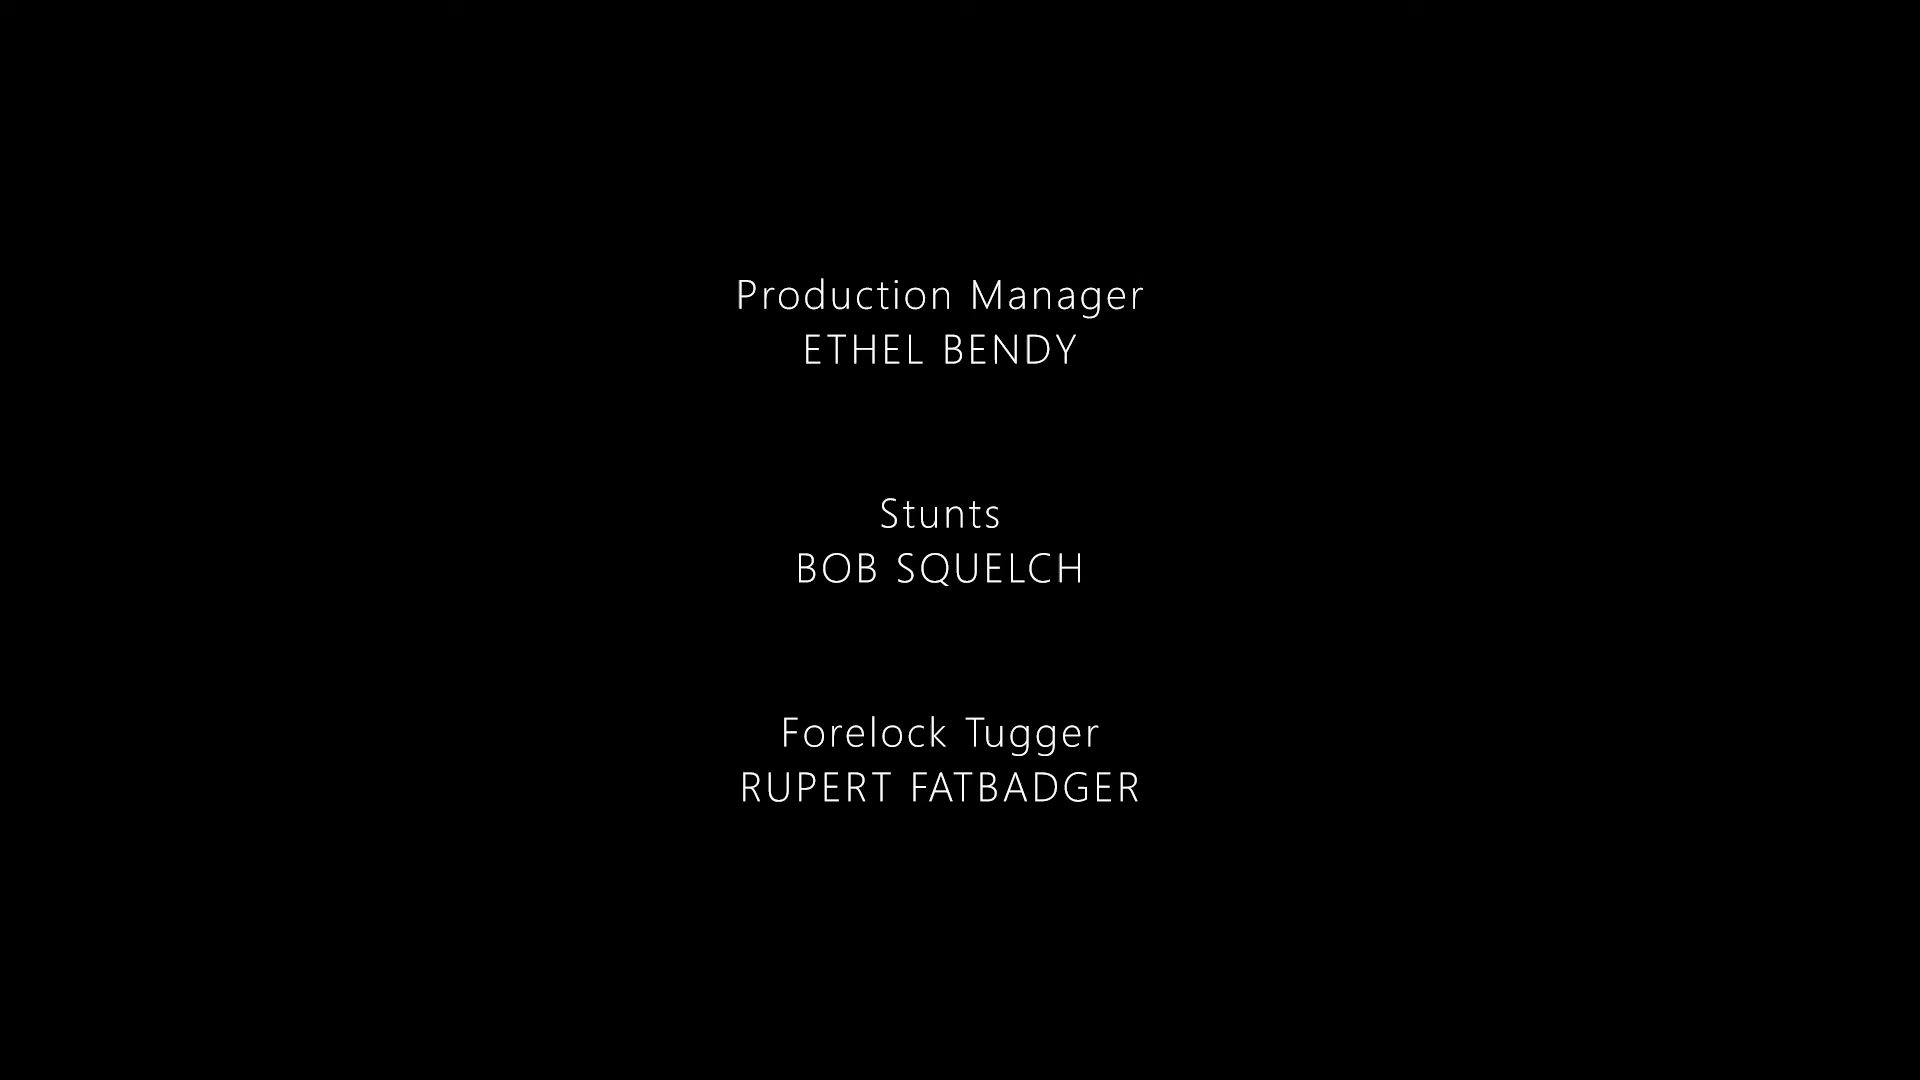 Production Manager
ETHEL BENDY
Stunts
BOB SQUELCH
Forelock Tugger
RUPERT FATBADGER